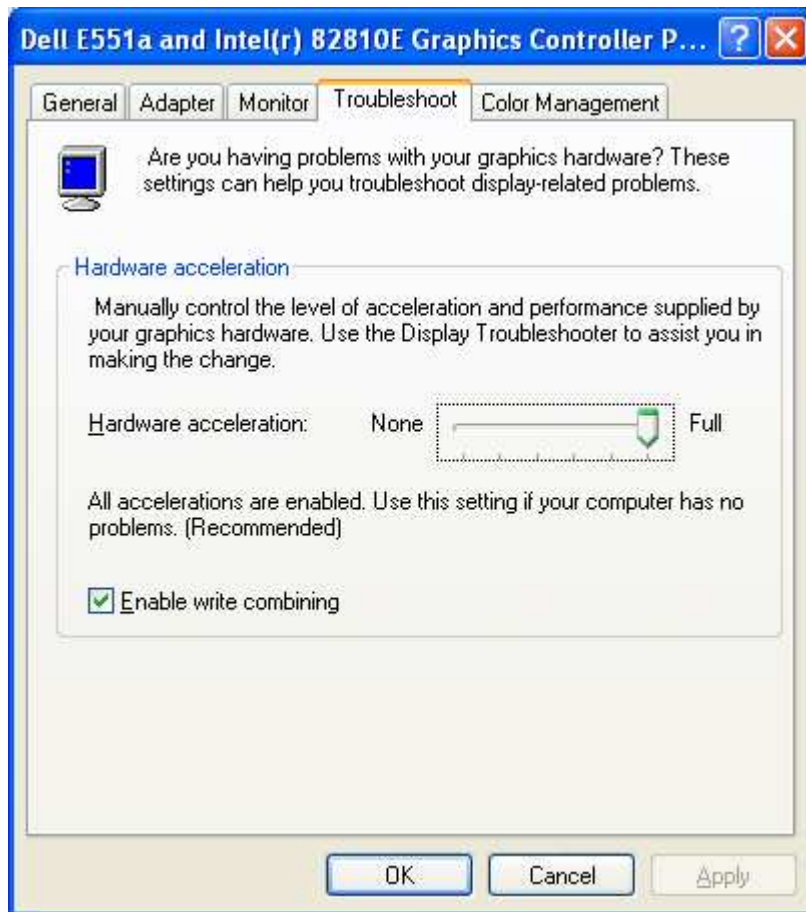 Dell E551a and Intel(r) 82810E Graphics Controller P...
General Adapter Monitor Troubleshoot Color Management
Are you having problems with your graphics hardware? These
settings can help you troubleshoot display-related problems.
Hardware acceleration
Manually control the level of acceleration and performance supplied by
your graphics hardware. Use the Display Troubleshooter to assist you in
making the change.
Hardware acceleration: None Full
All accelerations are enabled. Use this setting if your computer has no
problems. (Recommended)
Enable write combining
OK Cancel Apply